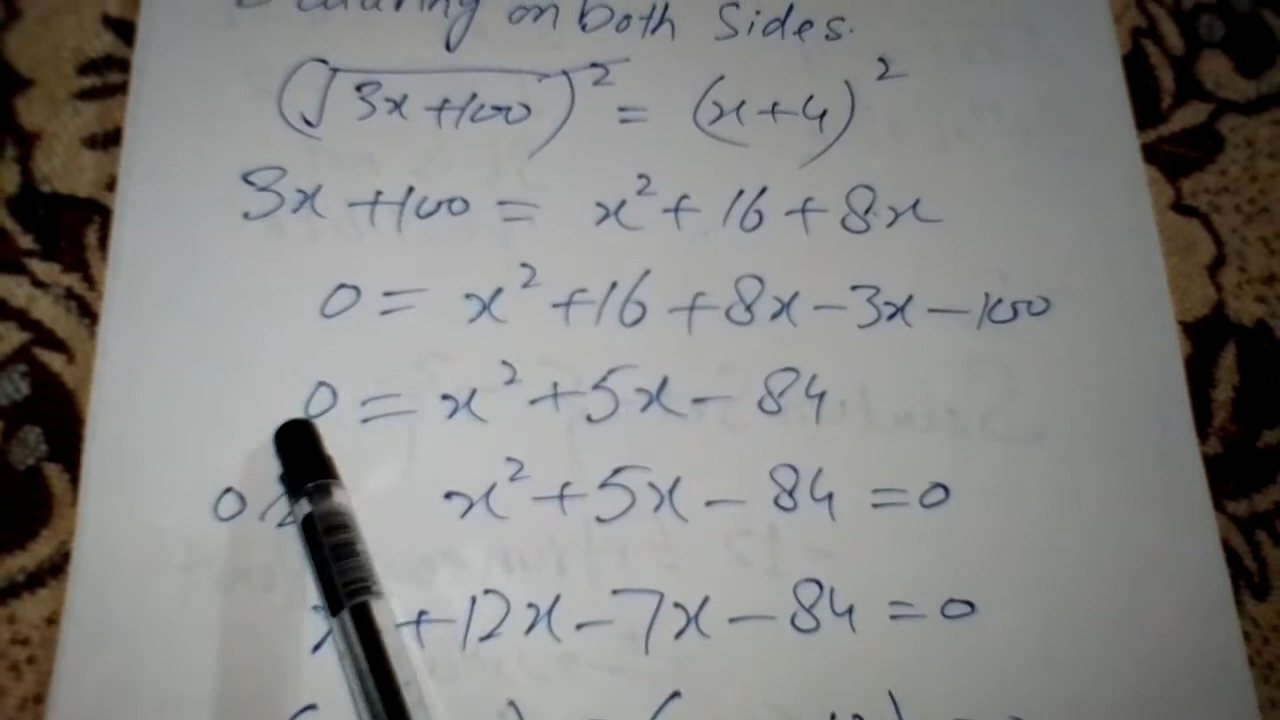 on both Sides.
(√3x+100)² = (x+4)²
3x+100 = x²+16+8x
0 = x²+16+8x-3x-100
0 = x²+5x-84
x²+5x-84=0
+12x-7x-84=0